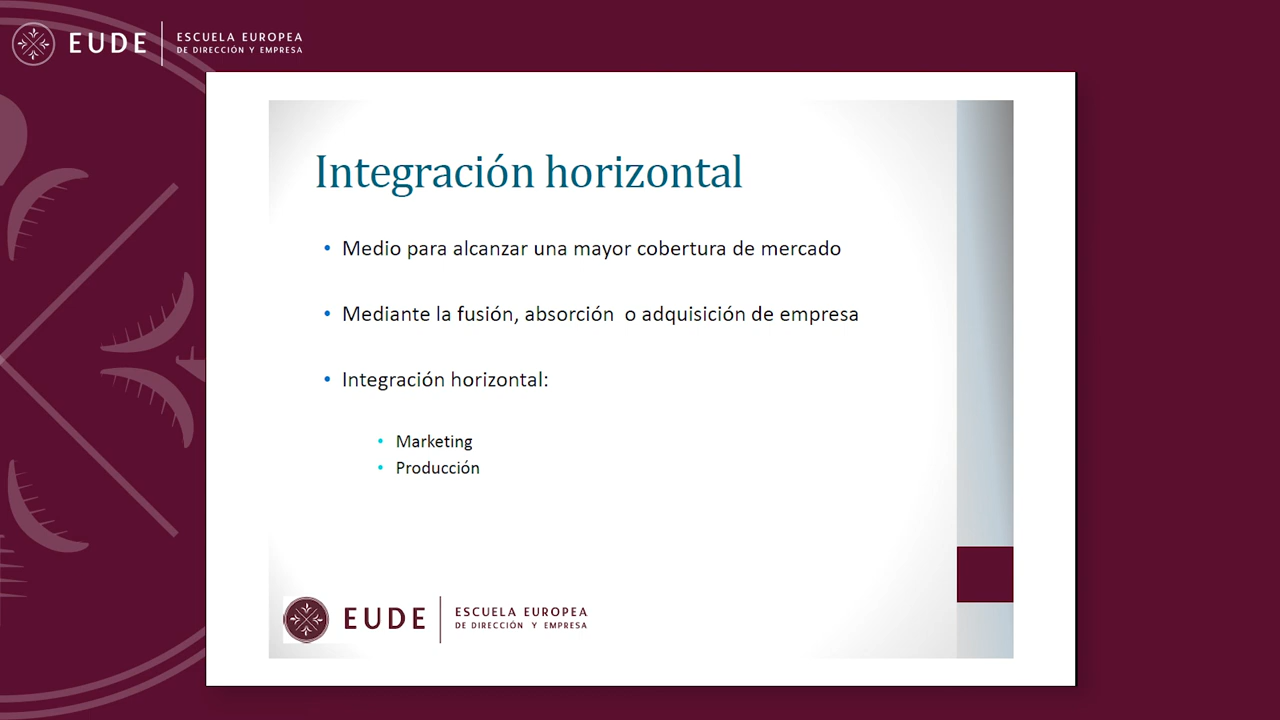 EUDE
ESCUELA EUROPEA
DE DIRECCIÓN Y EMPRESA
Integración horizontal
• Medio para alcanzar una mayor cobertura de mercado
• Mediante la fusión, absorción o adquisición de empresa
• Integración horizontal:
• Marketing
• Producción
EUDE
ESCUELA EUROPEA
DE DIRECCIÓN Y EMPRESA